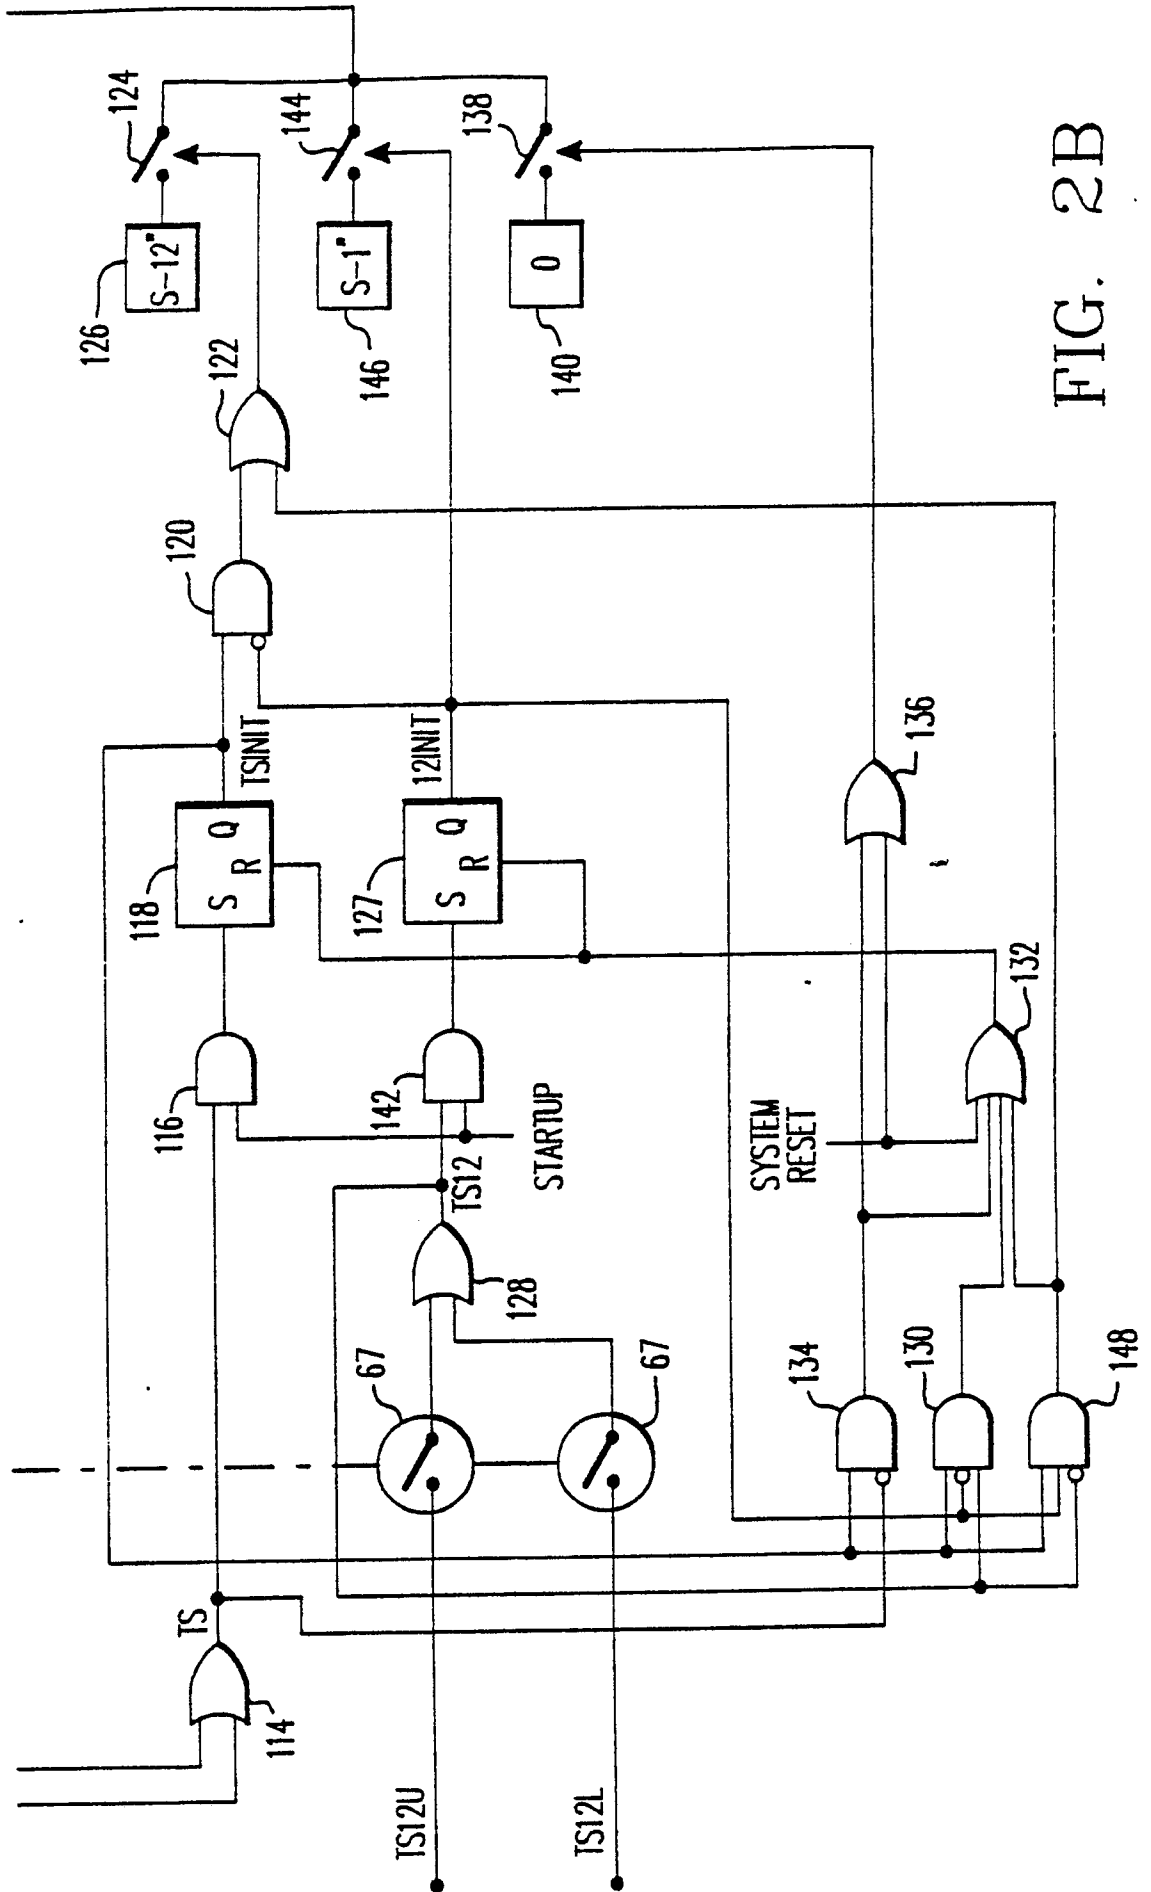 124
144
138
S-12"
S-1"
0
126
146
140
122
120
TSINIT
12INIT
Q
R
S
118
Q
R
S
127
136
132
116
142
STARTUP
SYSTEM
RESET
TS12
128
67
67
134
130
148
TS
114
TS12U
TS12L
FIG. 2B